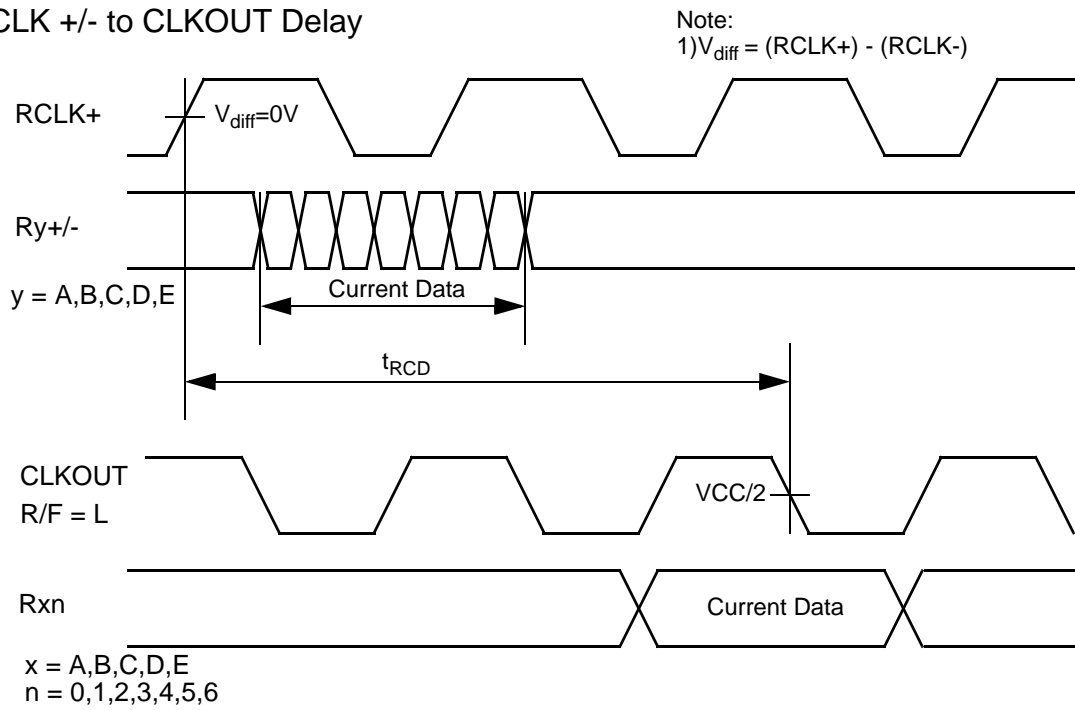 CLK +/- to CLKOUT Delay
Note:
1)Vdiff = (RCLK+) - (RCLK-)
RCLK+
Vdiff=0V
Ry+/-
y = A,B,C,D,E
Current Data
tRCD
CLKOUT
R/F = L
VCC/2
Rxn
Current Data
x = A,B,C,D,E
n = 0,1,2,3,4,5,6